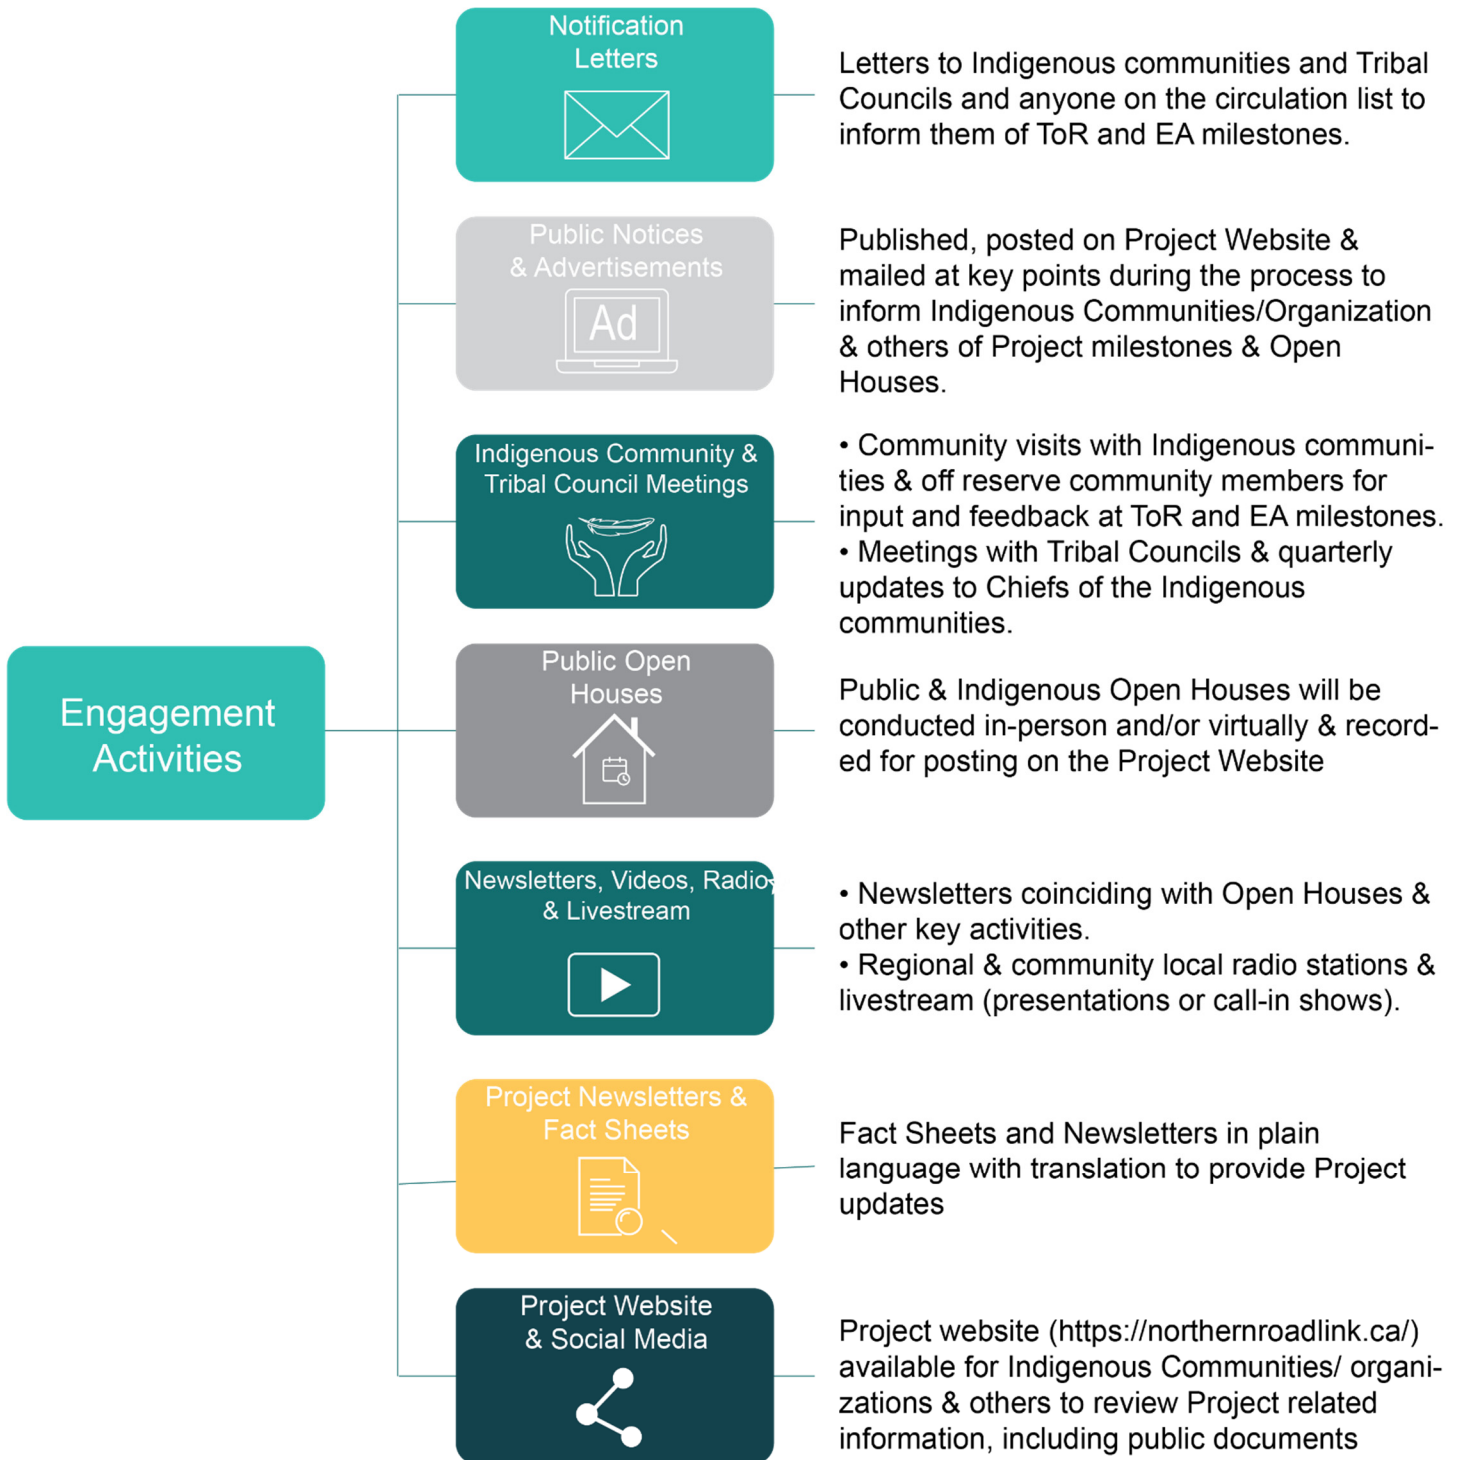 Notification
Letters
Letters to Indigenous communities and Tribal
Councils and anyone on the circulation list to
inform them of ToR and EA milestones.
Public Notices
& Advertisements
Ad
Published, posted on Project Website &
mailed at key points during the process to
inform Indigenous Communities/Organization
& others of Project milestones & Open
Houses.
Indigenous Community &
Tribal Council Meetings
• Community visits with Indigenous communi-
ties & off reserve community members for
input and feedback at ToR and EA milestones.
• Meetings with Tribal Councils & quarterly
updates to Chiefs of the Indigenous
communities.
Engagement
Activities
Public Open
Houses
Public & Indigenous Open Houses will be
conducted in-person and/or virtually & record-
ed for posting on the Project Website
Newsletters, Videos, Radio
& Livestream
• Newsletters coinciding with Open Houses &
other key activities.
• Regional & community local radio stations &
livestream (presentations or call-in shows).
Project Newsletters &
Fact Sheets
Fact Sheets and Newsletters in plain
language with translation to provide Project
updates
Project Website
& Social Media
Project website (https://northernroadlink.ca/)
available for Indigenous Communities/ organi-
zations & others to review Project related
information, including public documents